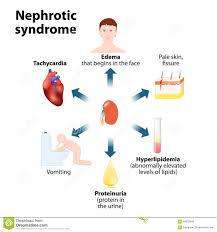 Nephrotic
syndrome
Edema
that begins in the face
Tachycardia
Pale skin,
fissure
Vomiting
Hyperlipidemia
(abnormally elevated
levels of lipids)
Proteinuria
(protein in
the urine)